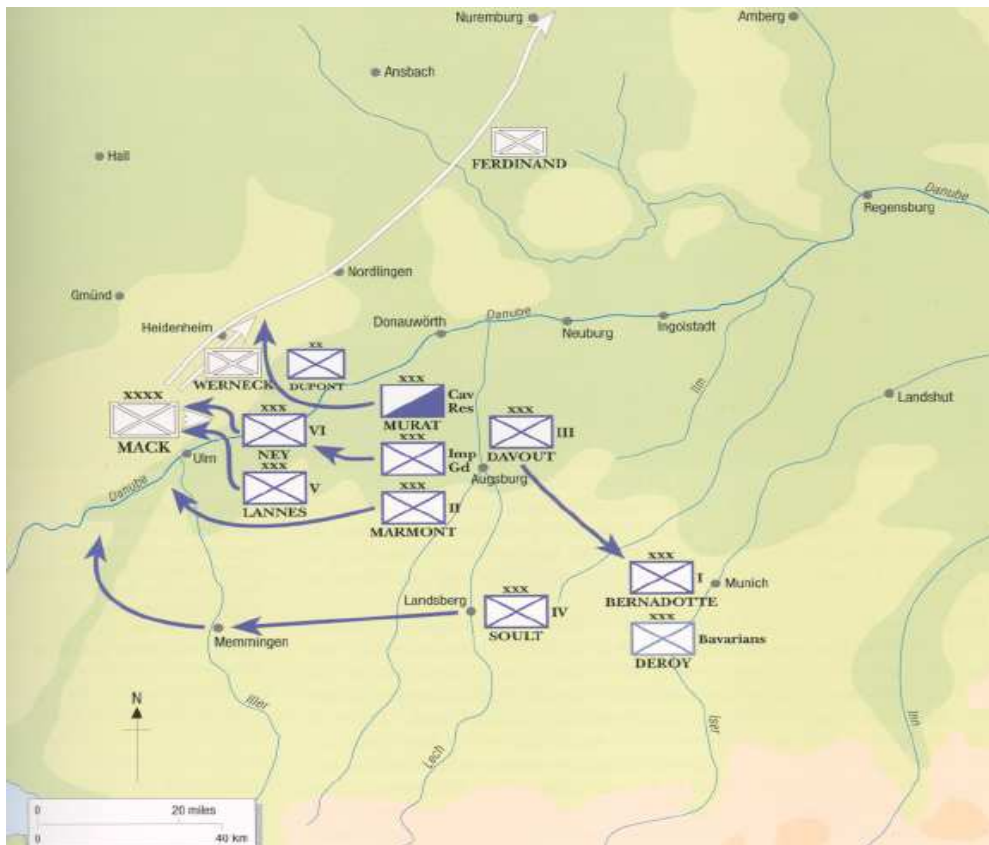 Nuremburg
Amberg
Ansbach
Hall
FERDINAND
Danube
Regensburg
Nordlingen
Gmünd
Heidenheim
Donauwörth
Danube
Neuburg
Ingolstadt
xx
DUPONT
WERNECK
Ilm
Landshut
xxxx
MACK
xxx
VI
NEY
xxx
Cav
Res
MURAT
xxx
III
DAVOUT
xxx
Imp
Gd
Augsburg
Ulm
Danube
xxx
V
LANNES
xxx
II
MARMONT
xxx
I
BERNADOTTE
Munich
Landsberg
xxx
IV
SOULT
xxx
Bavarians
DEROY
Memmingen
Iller
Lech
Iser
Inn
N
0
20 miles
0
40 km